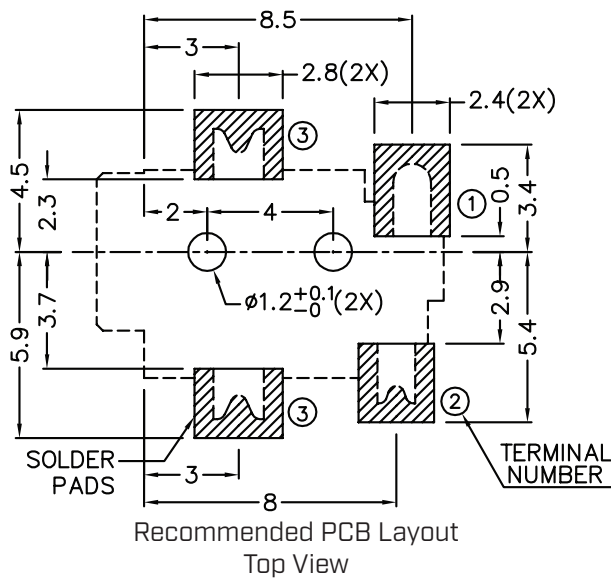 8.5
3
2.8(2X)
2.4(2X)
3
4.5
2.3
2
4
1
0.5
3.4
ø1.2+0.1-0(2X)
3.7
5.9
2.9
5.4
3
2
SOLDER
PADS
3
8
TERMINAL
NUMBER
Recommended PCB Layout
Top View